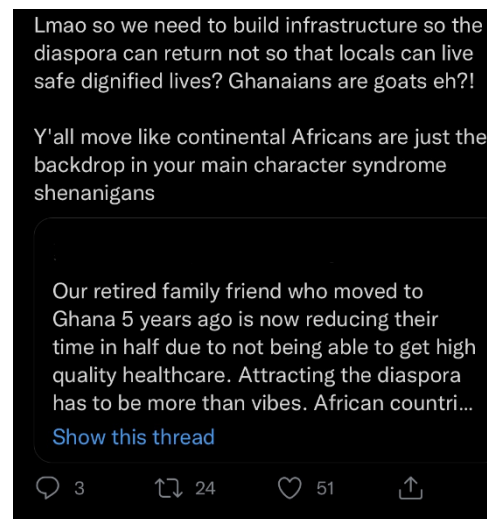 Lmao so we need to build infrastructure so the
diaspora can return not so that locals can live
safe dignified lives? Ghanaians are goats eh?!
Y'all move like continental Africans are just the
backdrop in your main character syndrome
shenanigans
Our retired family friend who moved to
Ghana 5 years ago is now reducing their
time in half due to not being able to get high
quality healthcare. Attracting the diaspora
has to be more than vibes. African countri...
Show this thread
3 24 51